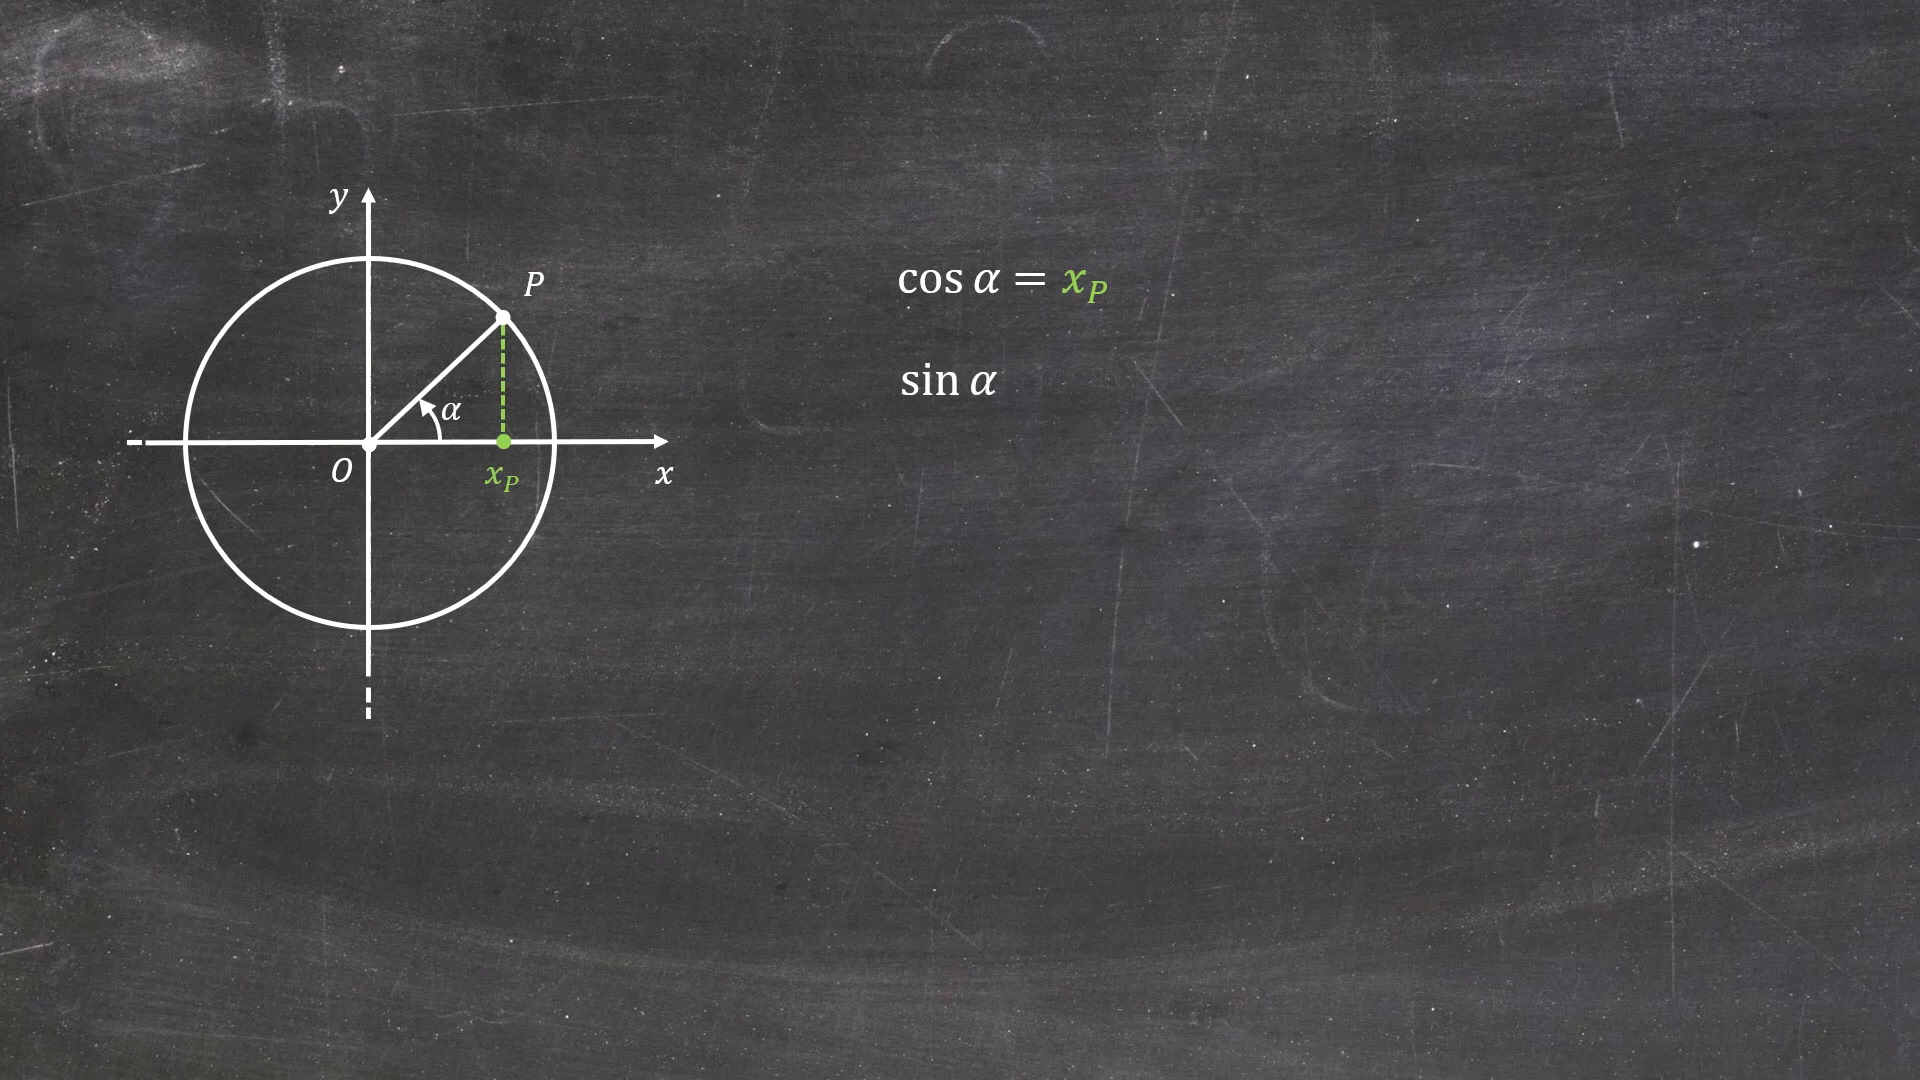 y
P
cos α = x_P
sin α
α
O
x_P
x